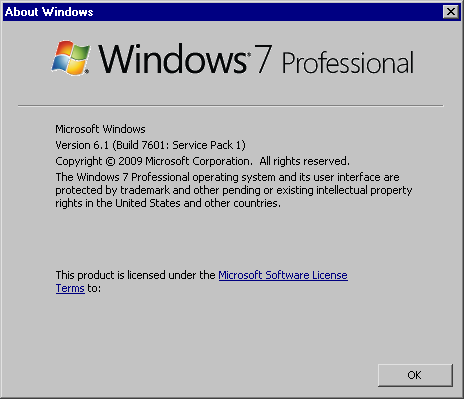 About Windows
Windows 7 Professional
Microsoft Windows
Version 6.1 (Build 7601: Service Pack 1)
Copyright © 2009 Microsoft Corporation. All rights reserved.
The Windows 7 Professional operating system and its user interface are
protected by trademark and other pending or existing intellectual property
rights in the United States and other countries.
This product is licensed under the Microsoft Software License
Terms to:
OK